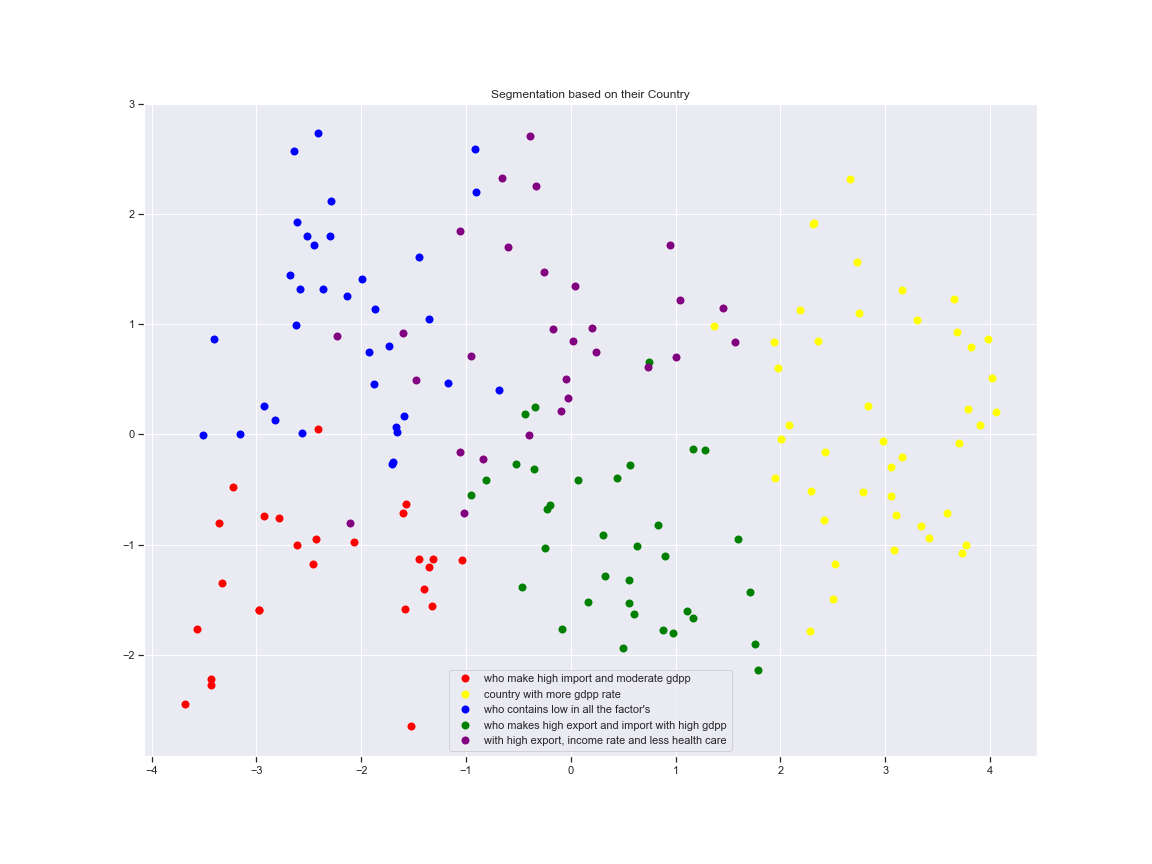 Segmentation based on their Country
3
2
1
0
−1
−2
who make high import and moderate gdpp
country with more gdpp rate
who contains low in all the factor's
who makes high export and import with high gdpp
with high export, income rate and less health care
−4 −3 −2 −1 0 1 2 3 4